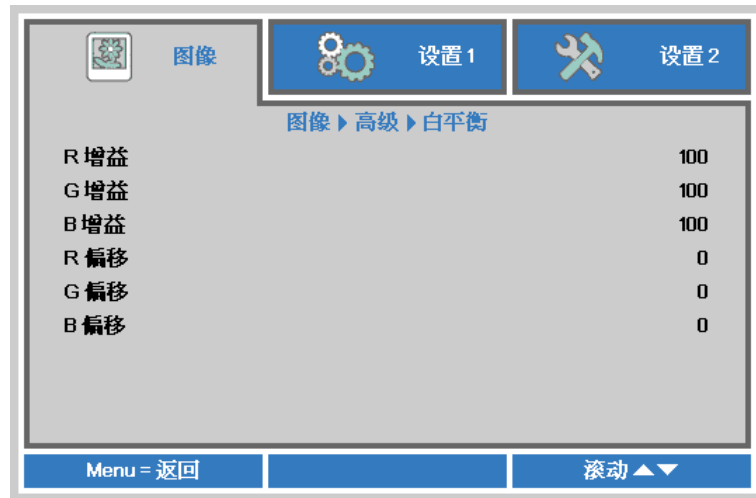 图像 设置 1 设置 2
图像 ▶ 高级 ▶ 白平衡
R 增益 100
G 增益 100
B 增益 100
R 偏移 0
G 偏移 0
B 偏移 0
Menu = 返回 滚动 ▲▼